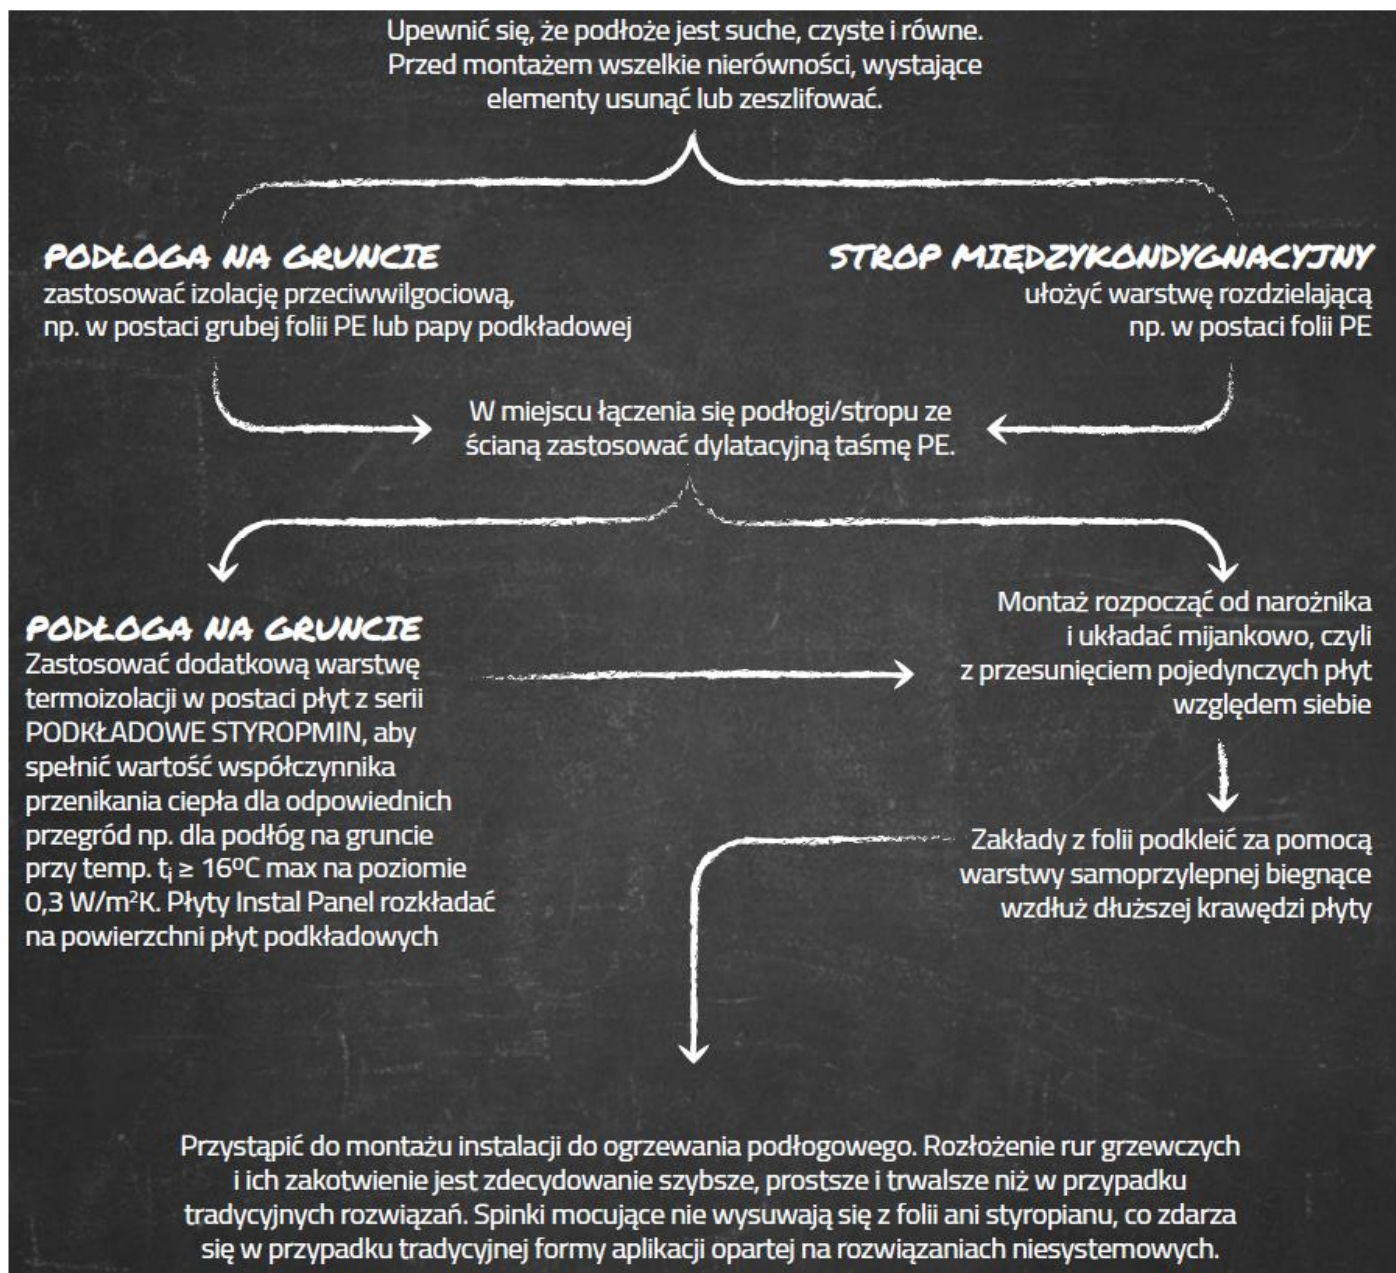 Upewnić się, że podłoże jest suche, czyste i równe.
Przed montażem wszelkie nierówności, wystające
elementy usunąć lub zeszlifować.
PODŁOGA NA GRUNCIE
zastosować izolację przeciwwilgociową,
np. w postaci grubej folii PE lub papy podkładowej
STROP MIĘDZYKONDYGNACYJNY
ułożyć warstwę rozdzielającą
np. w postaci folii PE
W miejscu łączenia się podłogi/stropu ze
ścianą zastosować dylatacyjną taśmę PE.
PODŁOGA NA GRUNCIE
Zastosować dodatkową warstwę
termoizolacji w postaci płyt z serii
PODKŁADOWE STYROPMIN, aby
spełnić wartość współczynnika
przenikania ciepła dla odpowiednich
przegród np. dla podłóg na gruncie
przy temp. tᵢ ≥ 16ºC max na poziomie
0,3 W/m²K. Płyty Instal Panel rozkładać
na powierzchni płyt podkładowych
Montaż rozpocząć od narożnika
i układać mijankowo, czyli
z przesunięciem pojedynczych płyt
względem siebie
Zakłady z folii podkleić za pomocą
warstwy samoprzylepnej biegnące
wzdłuż dłuższej krawędzi płyty
Przystąpić do montażu instalacji do ogrzewania podłogowego. Rozłożenie rur grzewczych
i ich zakotwienie jest zdecydowanie szybsze, prostsze i trwalsze niż w przypadku
tradycyjnych rozwiązań. Spinki mocujące nie wysuwają się z folii ani styropianu, co zdarza
się w przypadku tradycyjnej formy aplikacji opartej na rozwiązaniach niesystemowych.